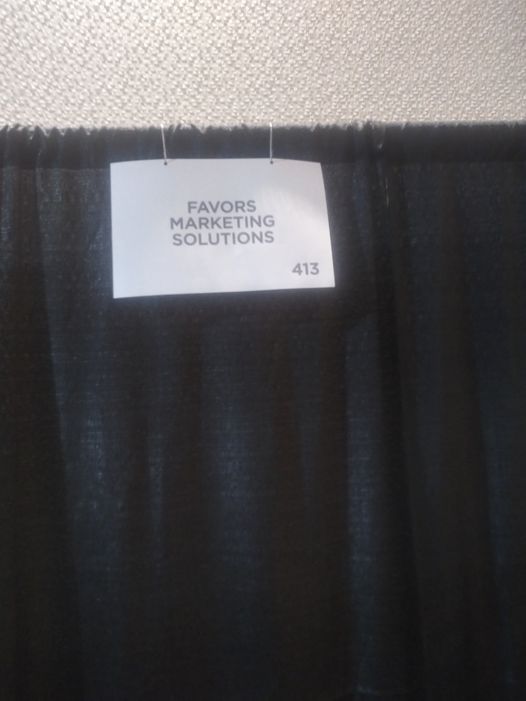 FAVORS
MARKETING
SOLUTIONS
413